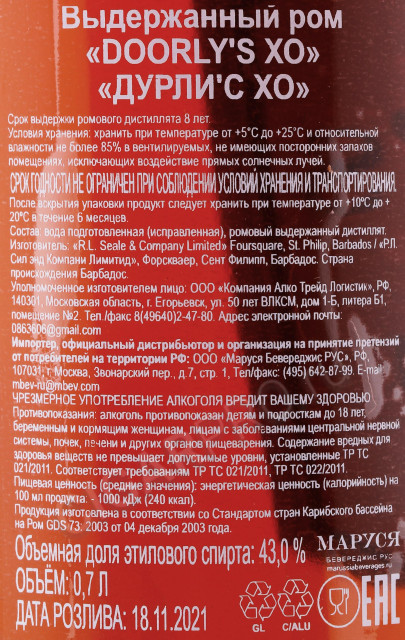 Выдержанный ром
«DOORLY'S XO»
«ДУРЛИ'С ХО»
Срок выдержки ромового дистиллята 8 лет.
Условия хранения: хранить при температуре от +5°С до +25°С и относительной
влажности не более 85% в вентилируемых, не имеющих посторонних запахов
помещениях, исключающих воздействие прямых солнечных лучей.
СРОК ГОДНОСТИ НЕ ОГРАНИЧЕН ПРИ СОБЛЮДЕНИИ УСЛОВИЙ ХРАНЕНИЯ И ТРАНСПОРТИРОВАНИЯ.
После вскрытия упаковки продукт следует хранить при температуре от +10ºС до +
20ºС в течение 6 месяцев.
Состав: вода подготовленная (исправленная), ромовый выдержанный дистиллят.
Изготовитель: «R.L. Seale & Company Limited» Foursquare, St. Philip, Barbados / «Р.Л.
Сил энд Компани Лимитид», Форскваер, Сент Филипп, Барбадос. Страна
происхождения Барбадос.
Уполномоченное изготовителем лицо: ООО «Компания Алко Трейд Логистик», РФ,
140301, Московская область, г. Егорьевск, ул. 50 лет ВЛКСМ, дом 1-Б, литера Б1,
помещение №2. Тел./факс 8(49640)2-47-80. Адрес электронной почты:
0863606@gmail.com
Импортер, официальный дистрибьютор и организация на принятие претензий
от потребителей на территории РФ: ООО «Маруся Бевереджис РУС», РФ,
107031, г. Москва, Звонарский пер., д.7, стр. 1, Тел/факс: (495) 642-87-99. E-mail:
mbev-ru@mbev.com
ЧРЕЗМЕРНОЕ УПОТРЕБЛЕНИЕ АЛКОГОЛЯ ВРЕДИТ ВАШЕМУ ЗДОРОВЬЮ
Противопоказания: алкоголь противопоказан детям и подросткам до 18 лет,
беременным и кормящим женщинам, лицам с заболеваниями центральной нервной
системы, почек, печени и других органов пищеварения. Содержание вредных для
здоровья веществ не превышает допустимые уровни, установленные ТР ТС
021/2011. Соответствует требованиям ТР ТС 021/2011, ТР ТС 022/2011.
Пищевая ценность (средние значения): энергетическая ценность (калорийность) на
100 мл продукта: - 1000 кДж (240 ккал).
Продукция изготовлена в соответствии со Стандартом стран Карибского бассейна
на Ром GDS 73: 2003 от 04 декабря 2003 года.
Объемная доля этилового спирта: 43,0 %
ОБЪЁМ: 0,7 Л
ДАТА РОЗЛИВА: 18.11.2021
МАРУСЯ
БЕВЕРЕДЖИС РУС
marussiabeverages.ru
GL
C/ALU
EAC